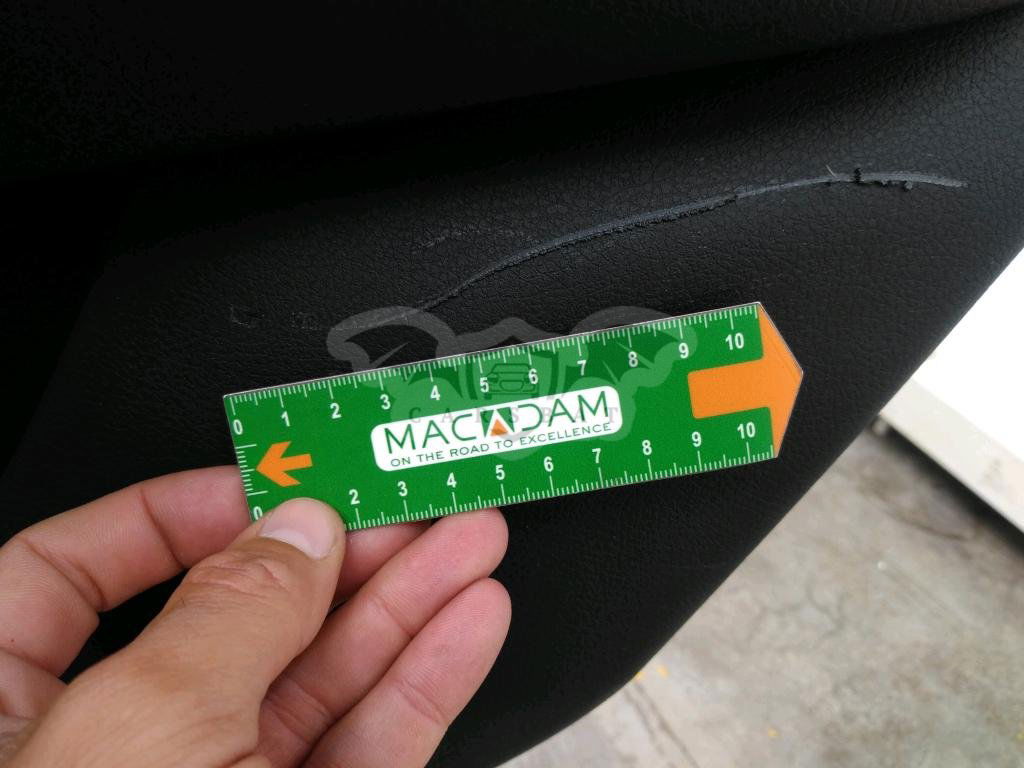 0 1 2 3 4 5 6 7 8 9 10
MACADAM
CARSBAT
ON THE ROAD TO EXCELLENCE
0 2 3 4 5 6 7 8 9 10